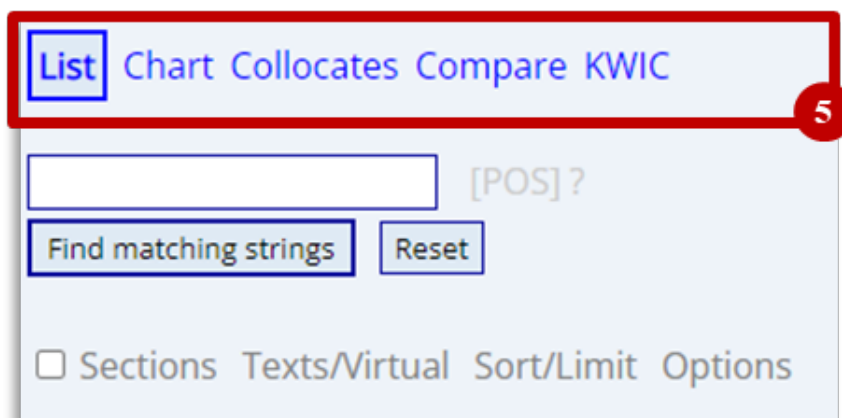 List Chart Collocates Compare KWIC
5
[POS] ?
Find matching strings Reset
Sections Texts/Virtual Sort/Limit Options